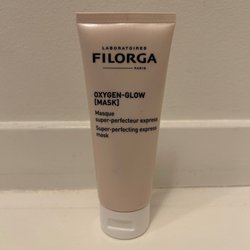 LABORATOIRES
FILORGA
PARIS
OXYGEN-GLOW
[MASK]
Masque
super-perfecteur express
Super-perfecting express
mask